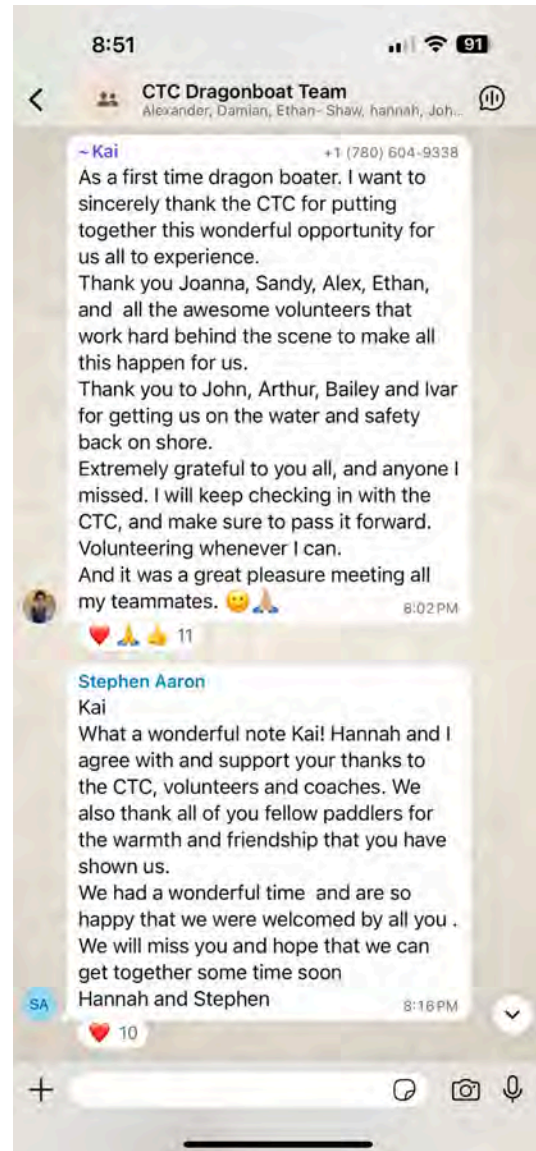 8:51
91
CTC Dragonboat Team
Alexander, Damian, Ethan- Shaw, hannah, Joh...
~Kai +1 (780) 604-9338
As a first time dragon boater. I want to
sincerely thank the CTC for putting
together this wonderful opportunity for
us all to experience.
Thank you Joanna, Sandy, Alex, Ethan,
and  all the awesome volunteers that
work hard behind the scene to make all
this happen for us.
Thank you to John, Arthur, Bailey and Ivar
for getting us on the water and safety
back on shore.
Extremely grateful to you all, and anyone I
missed. I will keep checking in with the
CTC, and make sure to pass it forward.
Volunteering whenever I can.
And it was a great pleasure meeting all
my teammates. 🙂🙏🏼
8:02 PM
❤️🙏👍 11
Stephen Aaron
Kai
What a wonderful note Kai! Hannah and I
agree with and support your thanks to
the CTC, volunteers and coaches. We
also thank all of you fellow paddlers for
the warmth and friendship that you have
shown us.
We had a wonderful time  and are so
happy that we were welcomed by all you .
We will miss you and hope that we can
get together some time soon
Hannah and Stephen
8:16 PM
SA
❤️ 10